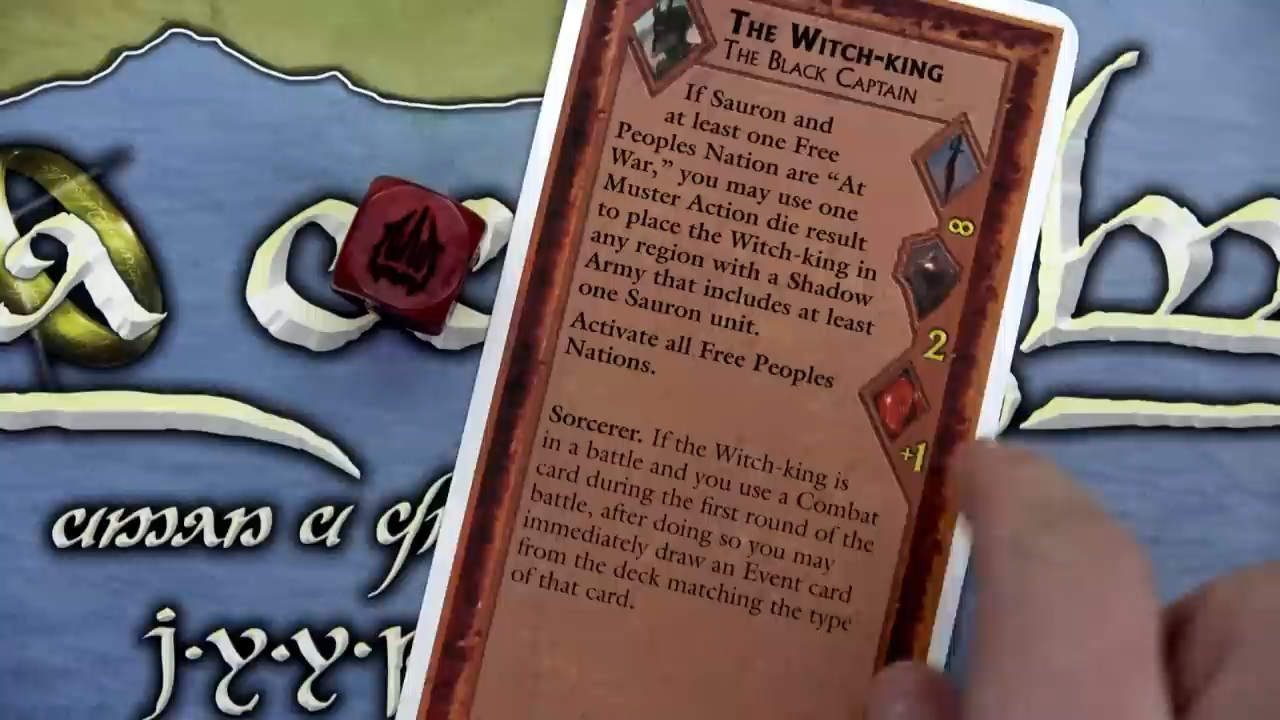 The Witch-king
The Black Captain
If Sauron and
at least one Free
Peoples Nation are “At
War,” you may use one
Muster Action die result
to place the Witch-king in
any region with a Shadow
Army that includes at least
one Sauron unit.
Activate all Free Peoples
Nations.
∞
2
+1
Sorcerer. If the Witch-king is
in a battle and you use a Combat
card during the first round of the
battle, after doing so you may
immediately draw an Event card
from the deck matching the type
of that card.